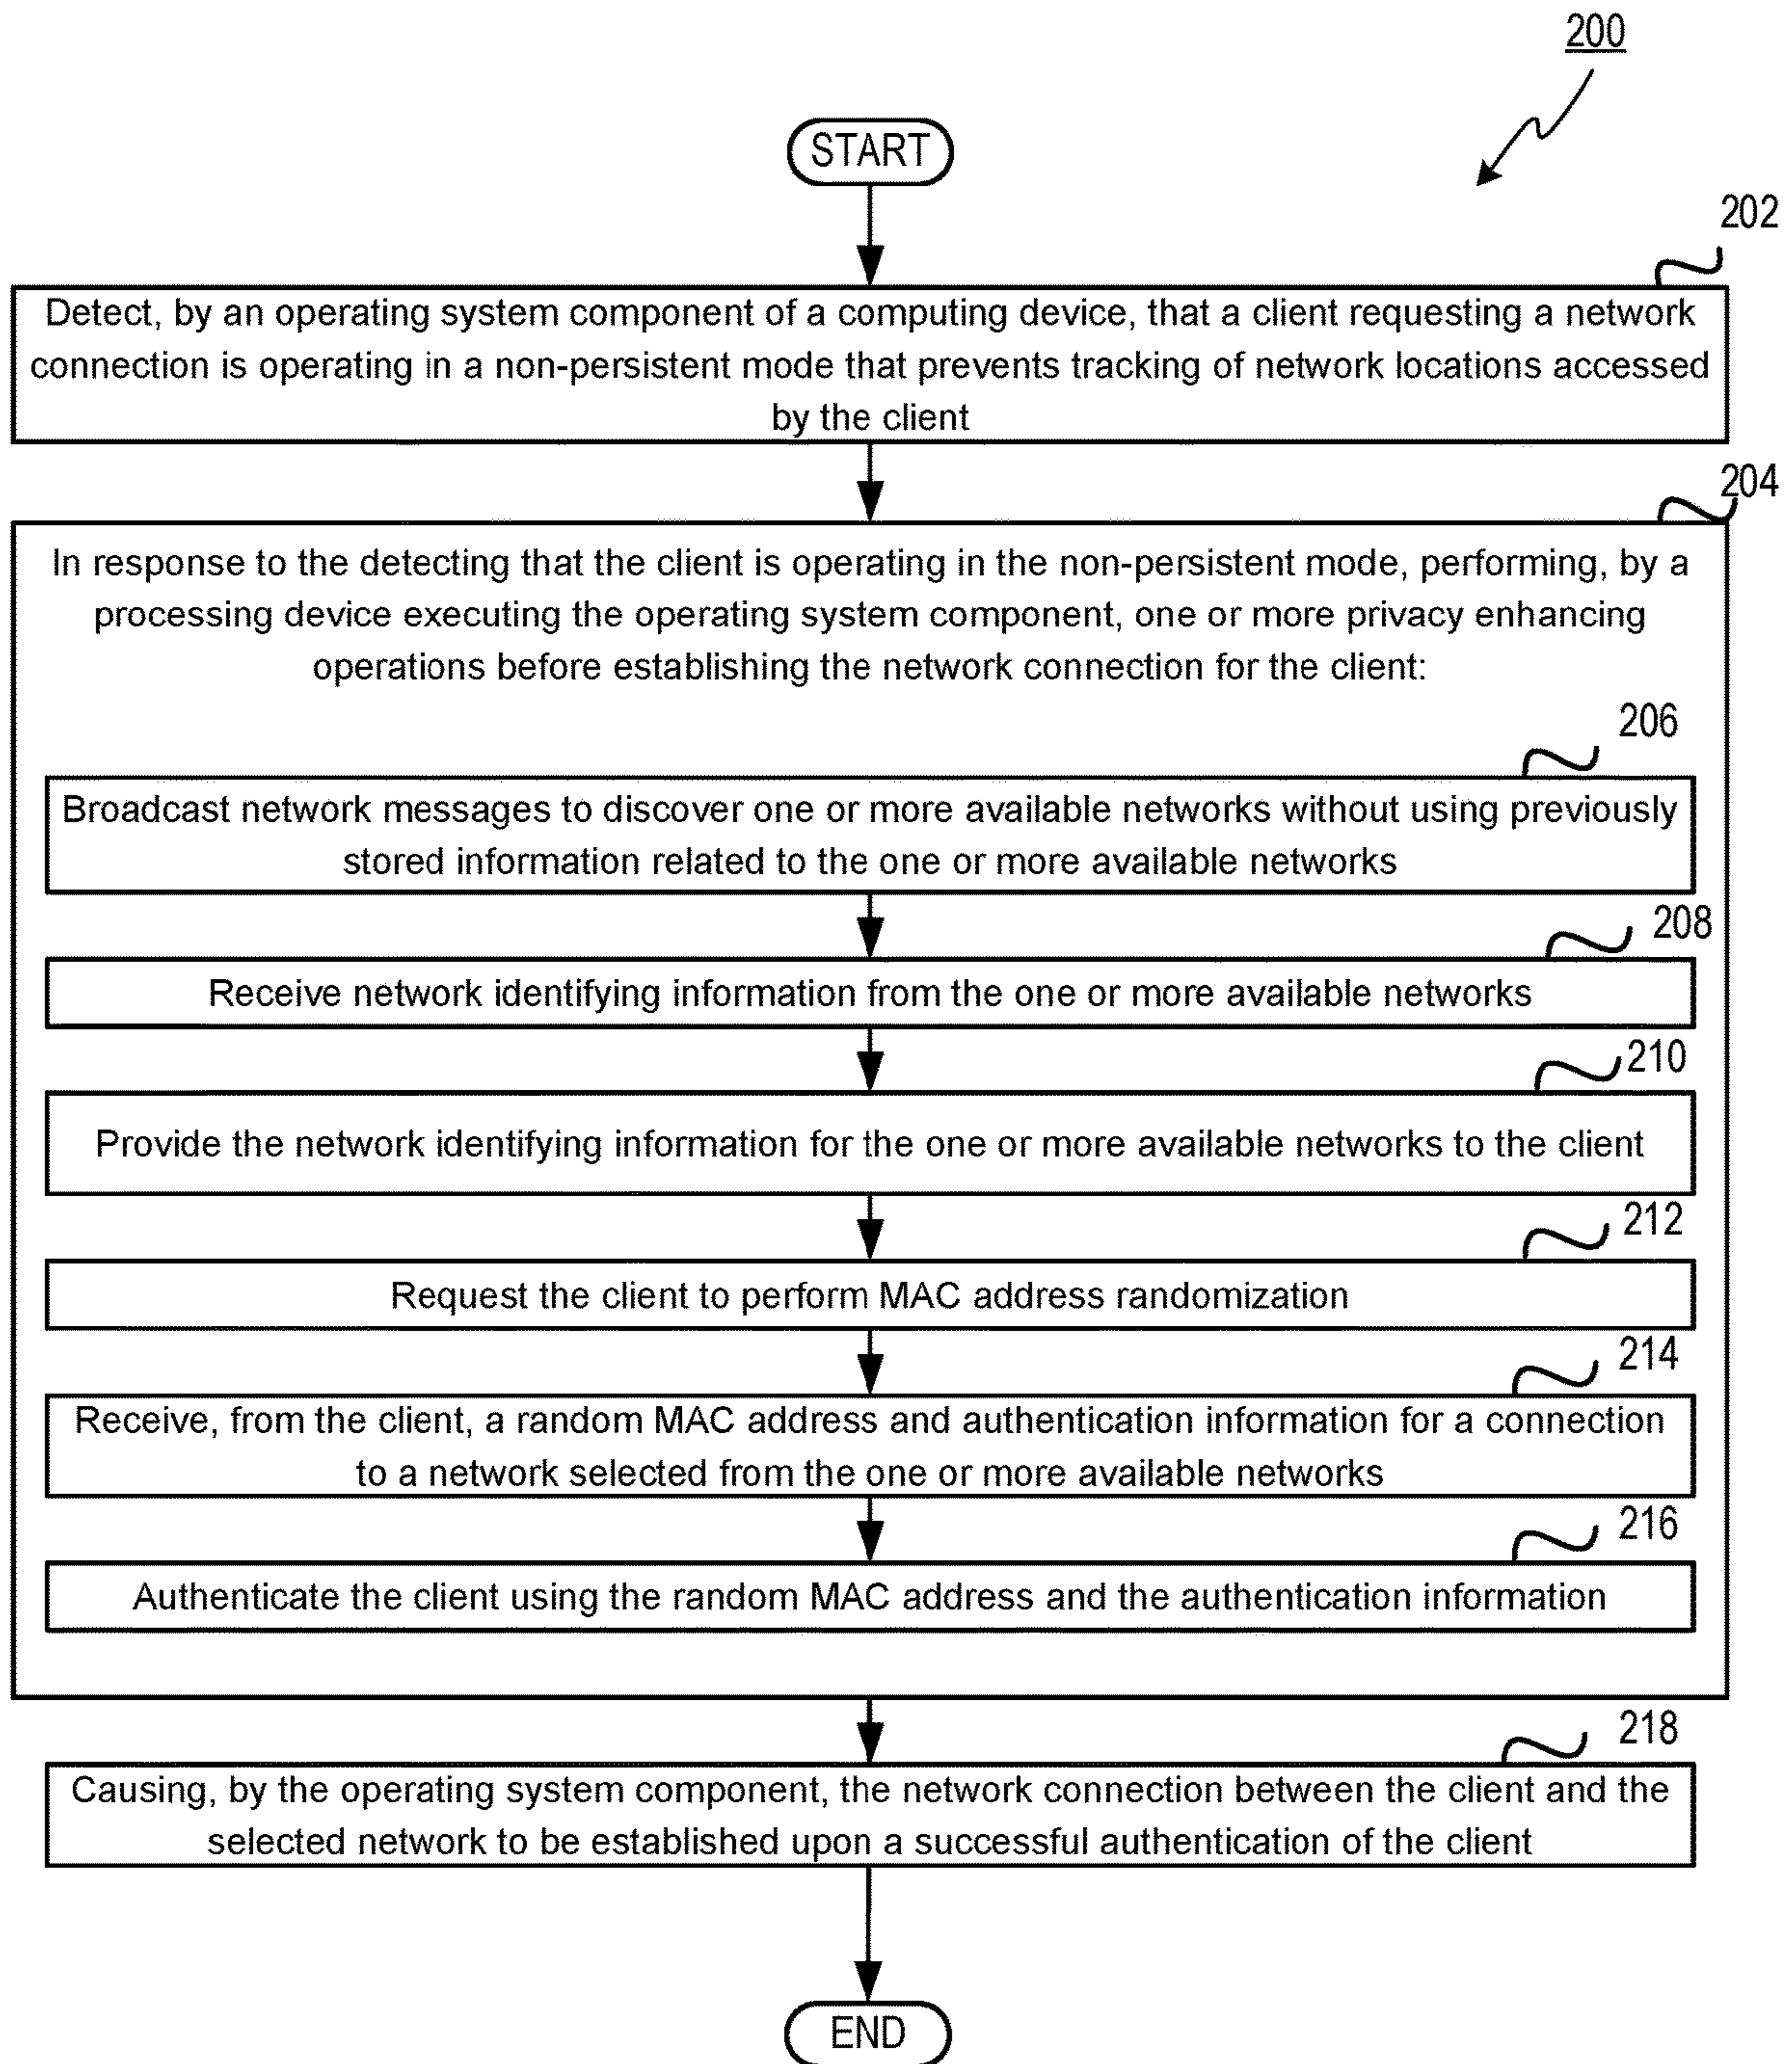 200
START
202
Detect, by an operating system component of a computing device, that a client requesting a network
connection is operating in a non-persistent mode that prevents tracking of network locations accessed
by the client
204
In response to the detecting that the client is operating in the non-persistent mode, performing, by a
processing device executing the operating system component, one or more privacy enhancing
operations before establishing the network connection for the client:
206
Broadcast network messages to discover one or more available networks without using previously
stored information related to the one or more available networks
208
Receive network identifying information from the one or more available networks
210
Provide the network identifying information for the one or more available networks to the client
212
Request the client to perform MAC address randomization
214
Receive, from the client, a random MAC address and authentication information for a connection
to a network selected from the one or more available networks
216
Authenticate the client using the random MAC address and the authentication information
218
Causing, by the operating system component, the network connection between the client and the
selected network to be established upon a successful authentication of the client
END